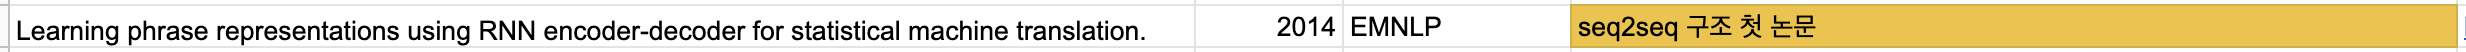 Learning phrase representations using RNN encoder-decoder for statistical machine translation. 2014 EMNLP seq2seq 구조 첫 논문